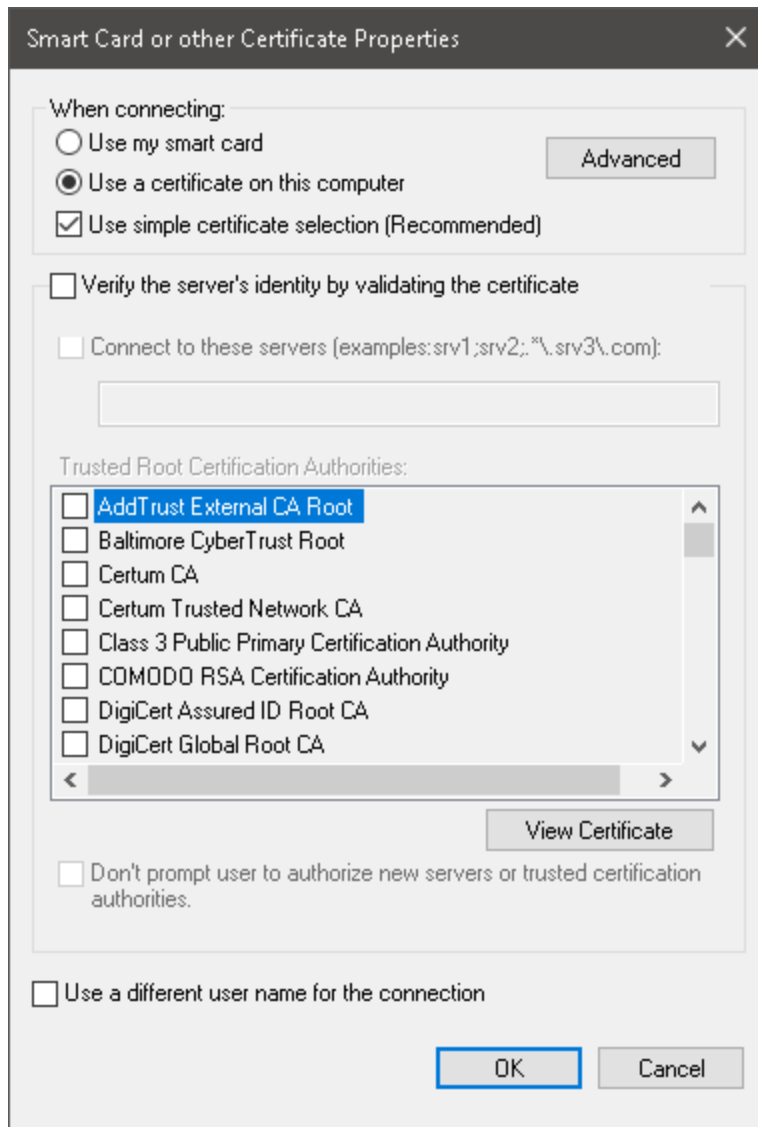 Smart Card or other Certificate Properties
When connecting:
Use my smart card
Advanced
Use a certificate on this computer
Use simple certificate selection (Recommended)
Verify the server's identity by validating the certificate
Connect to these servers (examples:srv1;srv2;.*\.srv3\.com):
Trusted Root Certification Authorities:
AddTrust External CA Root
Baltimore CyberTrust Root
Certum CA
Certum Trusted Network CA
Class 3 Public Primary Certification Authority
COMODO RSA Certification Authority
DigiCert Assured ID Root CA
DigiCert Global Root CA
View Certificate
Don't prompt user to authorize new servers or trusted certification
authorities.
Use a different user name for the connection
OK
Cancel